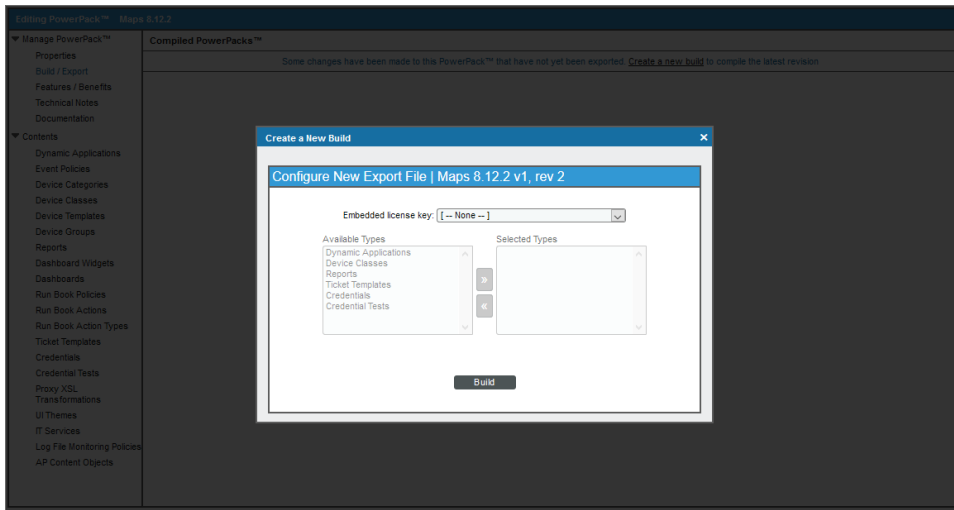 Editing PowerPack™ Maps 8.12.2
Manage PowerPack™
Properties
Build / Export
Features / Benefits
Technical Notes
Documentation
Contents
Dynamic Applications
Event Policies
Device Categories
Device Classes
Device Templates
Device Groups
Reports
Dashboard Widgets
Dashboards
Run Book Policies
Run Book Actions
Run Book Action Types
Ticket Templates
Credentials
Credential Tests
Proxy XSL
Transformations
UI Themes
IT Services
Log File Monitoring Policies
AP Content Objects
Compiled PowerPacks™
Some changes have been made to this PowerPack™ that have not yet been exported. Create a new build to compile the latest revision
Create a New Build
Configure New Export File | Maps 8.12.2 v1, rev 2
Embedded license key: [ -- None -- ]
Available Types
Dynamic Applications
Device Classes
Reports
Ticket Templates
Credentials
Credential Tests
Selected Types
Build